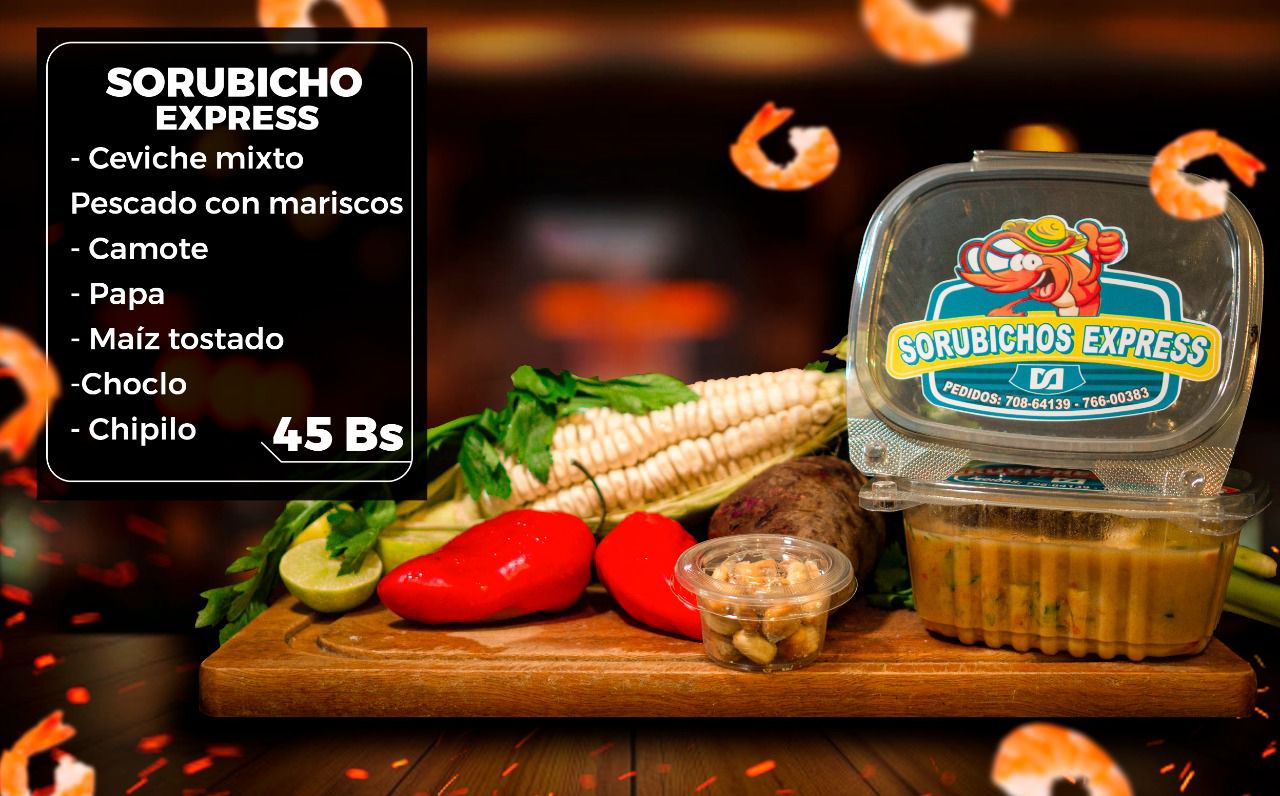 SORUBICHO
EXPRESS
- Ceviche mixto
Pescado con mariscos
- Camote
- Papa
- Maíz tostado
-Choclo
- Chipilo
45 Bs
SORUBICHOS EXPRESS
PEDIDOS: 708-64139 - 766-00383